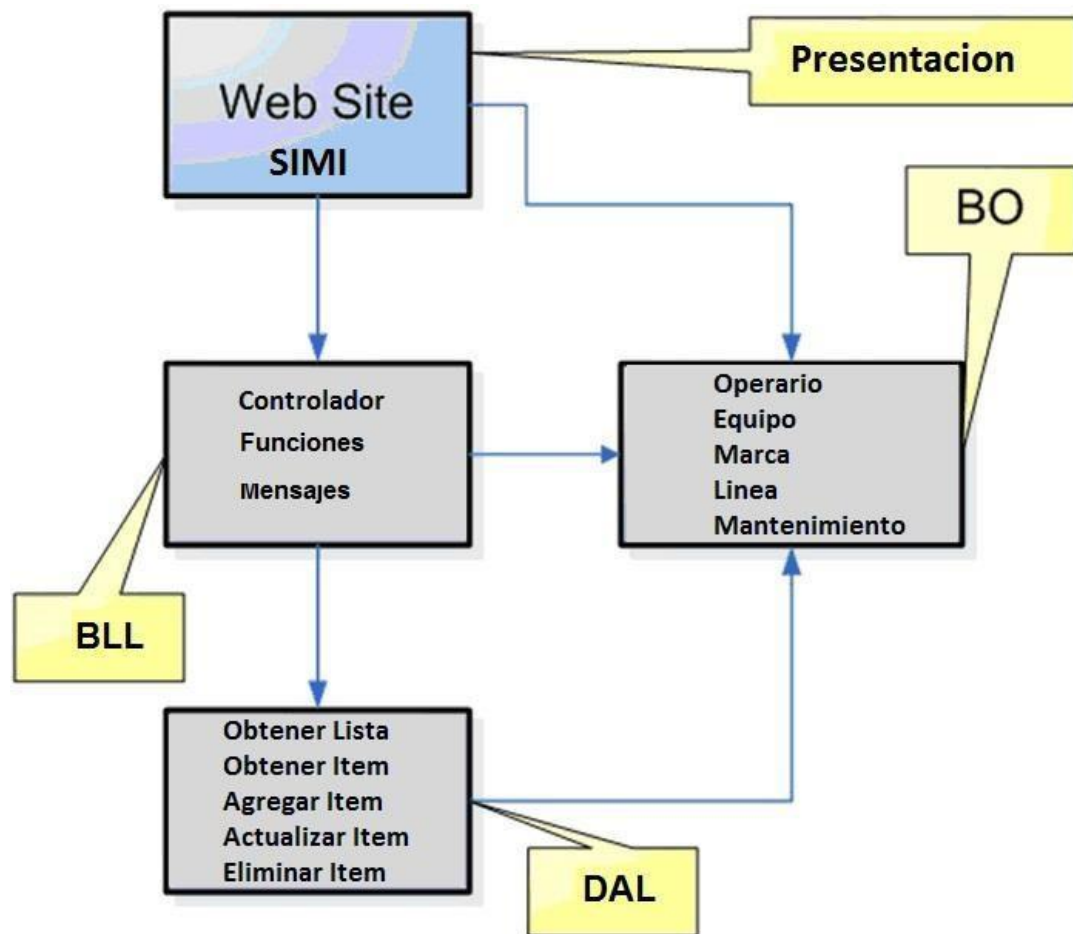 Web Site
SIMI
Presentacion
BO
Controlador
Funciones
Mensajes
Operario
Equipo
Marca
Linea
Mantenimiento
BLL
Obtener Lista
Obtener Item
Agregar Item
Actualizar Item
Eliminar Item
DAL